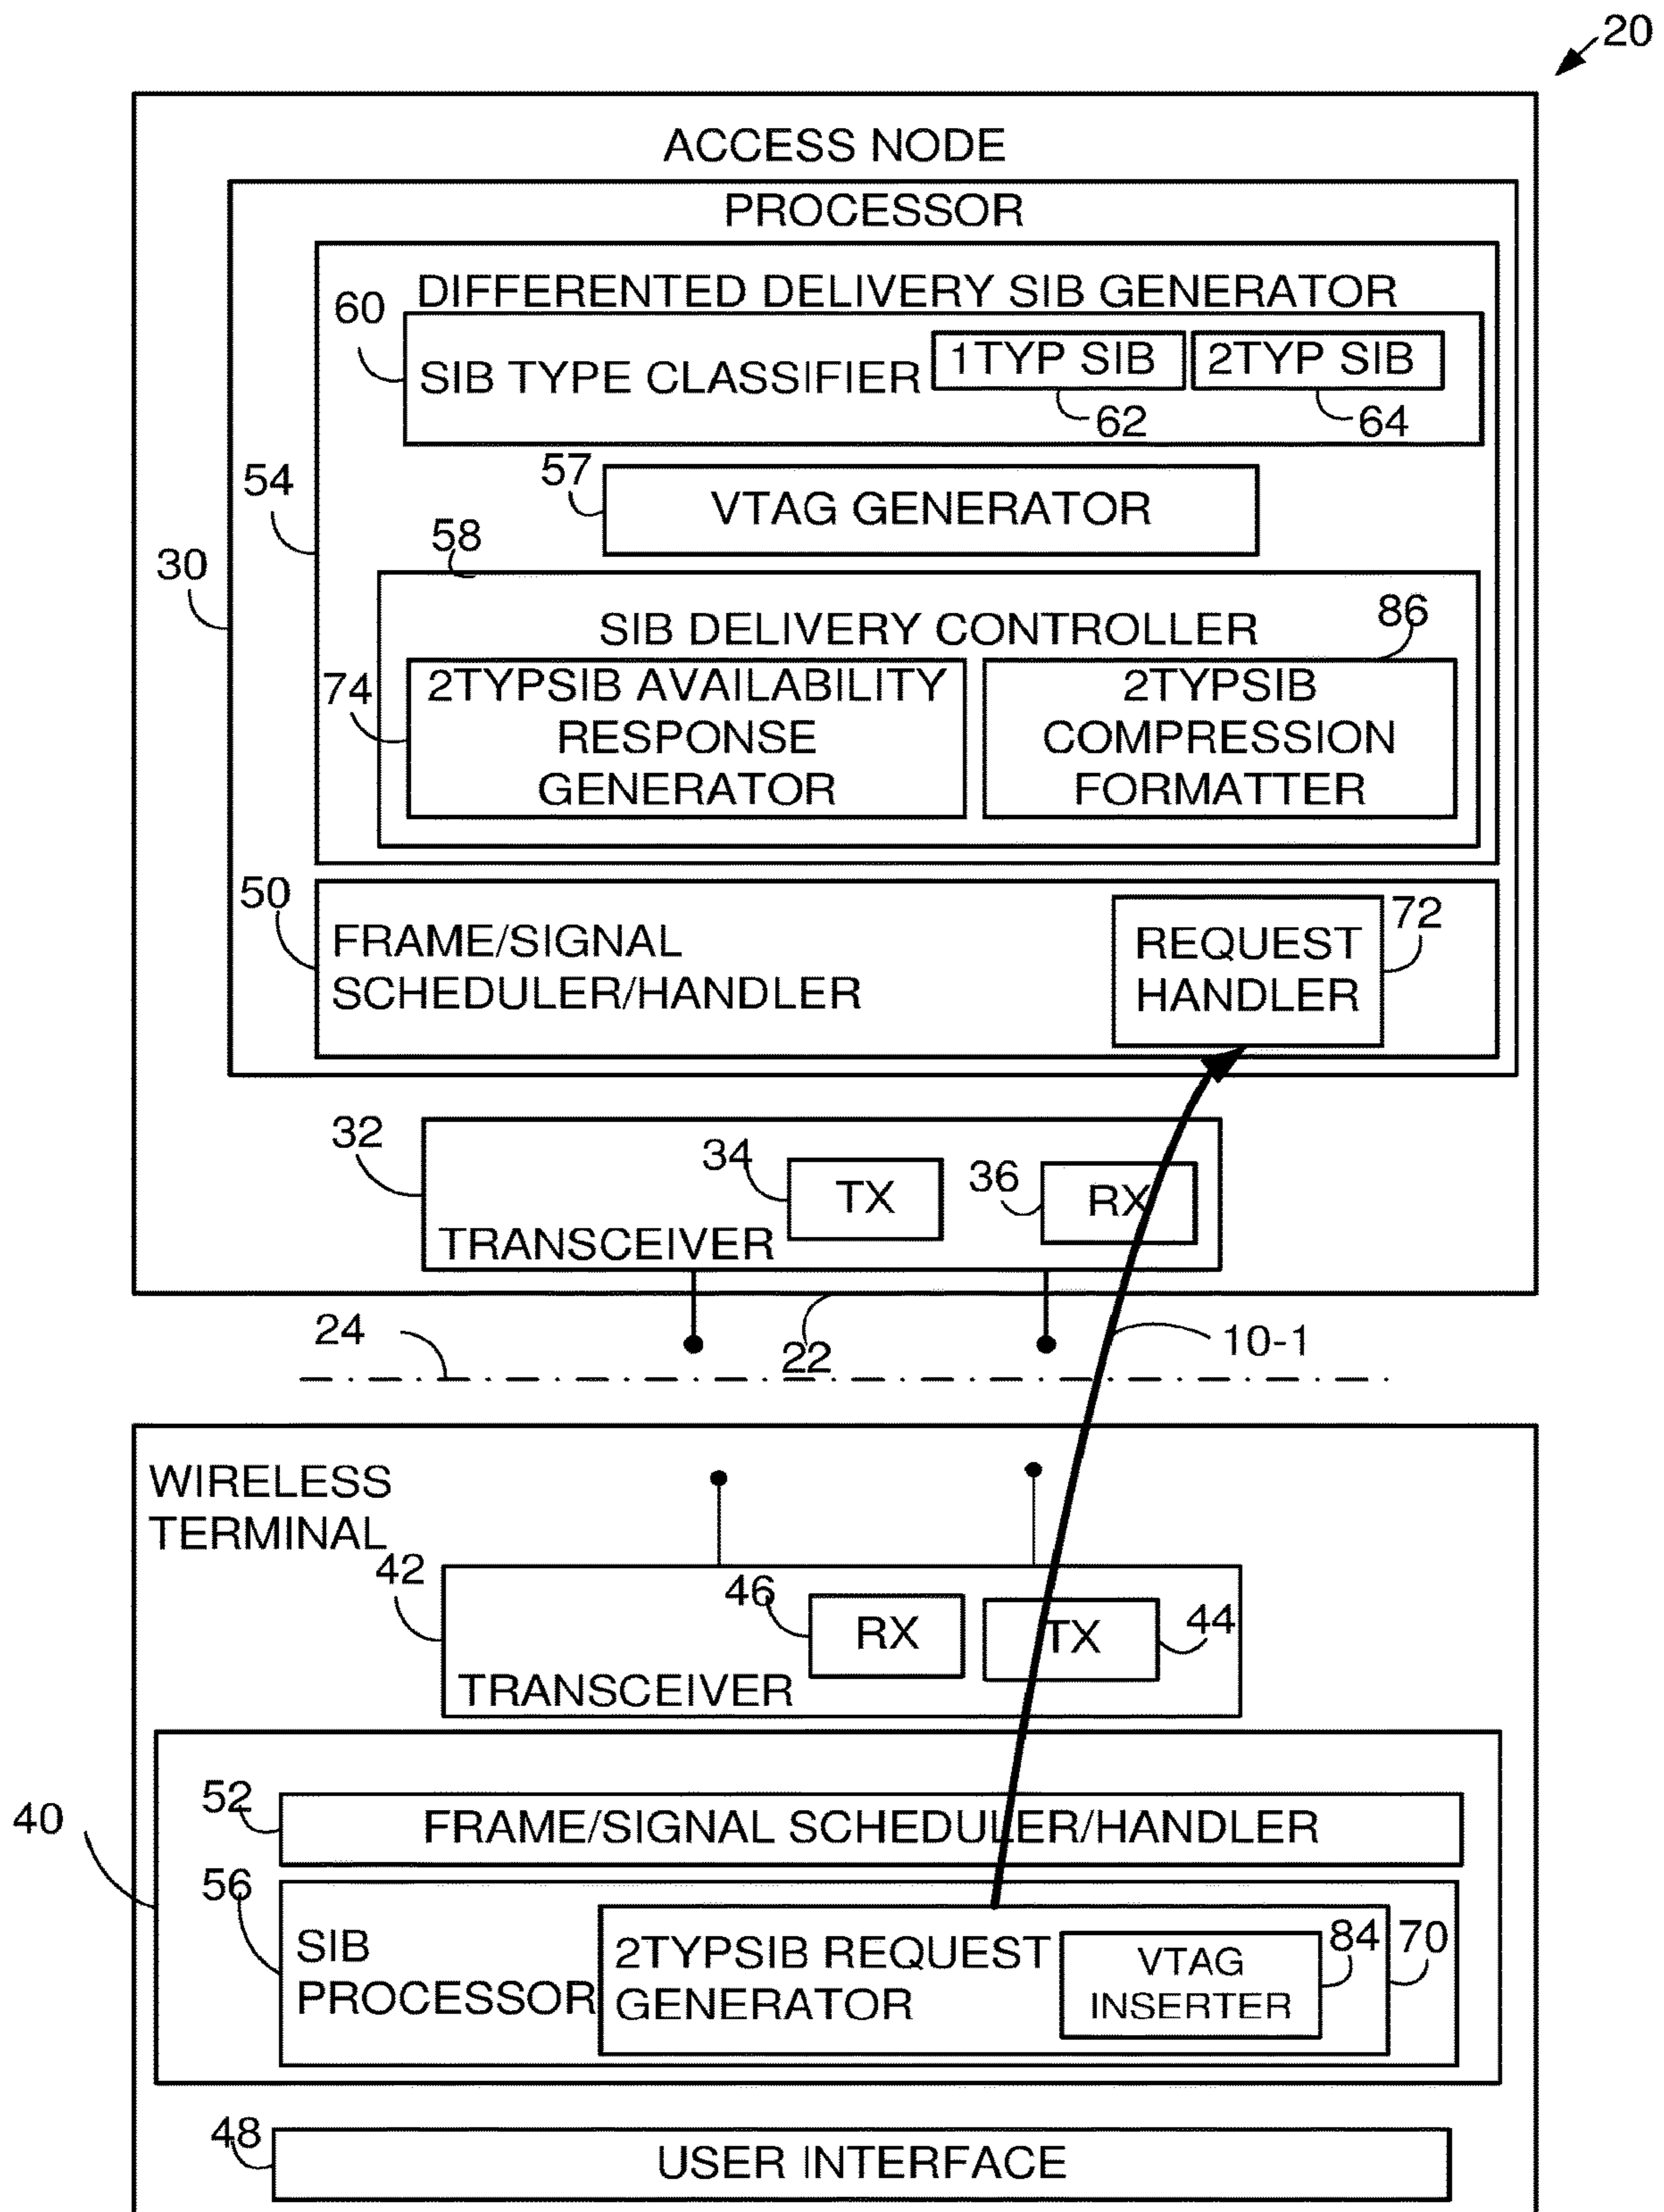 20
ACCESS NODE
PROCESSOR
DIFFERENTED DELIVERY SIB GENERATOR
60
SIB TYPE CLASSIFIER
1TYP SIB
2TYP SIB
62
64
54
57
VTAG GENERATOR
58
30
SIB DELIVERY CONTROLLER
86
74
2TYPSIB AVAILABILITY
RESPONSE
GENERATOR
2TYPSIB
COMPRESSION
FORMATTER
50
FRAME/SIGNAL
SCHEDULER/HANDLER
REQUEST
HANDLER
72
32
34
TX
36
RX
TRANSCEIVER
24
22
10-1
WIRELESS
TERMINAL
42
46
RX
TX
44
TRANSCEIVER
40
52
FRAME/SIGNAL SCHEDULER/HANDLER
56
SIB
PROCESSOR
2TYPSIB REQUEST
GENERATOR
VTAG
INSERTER
84
70
48
USER INTERFACE